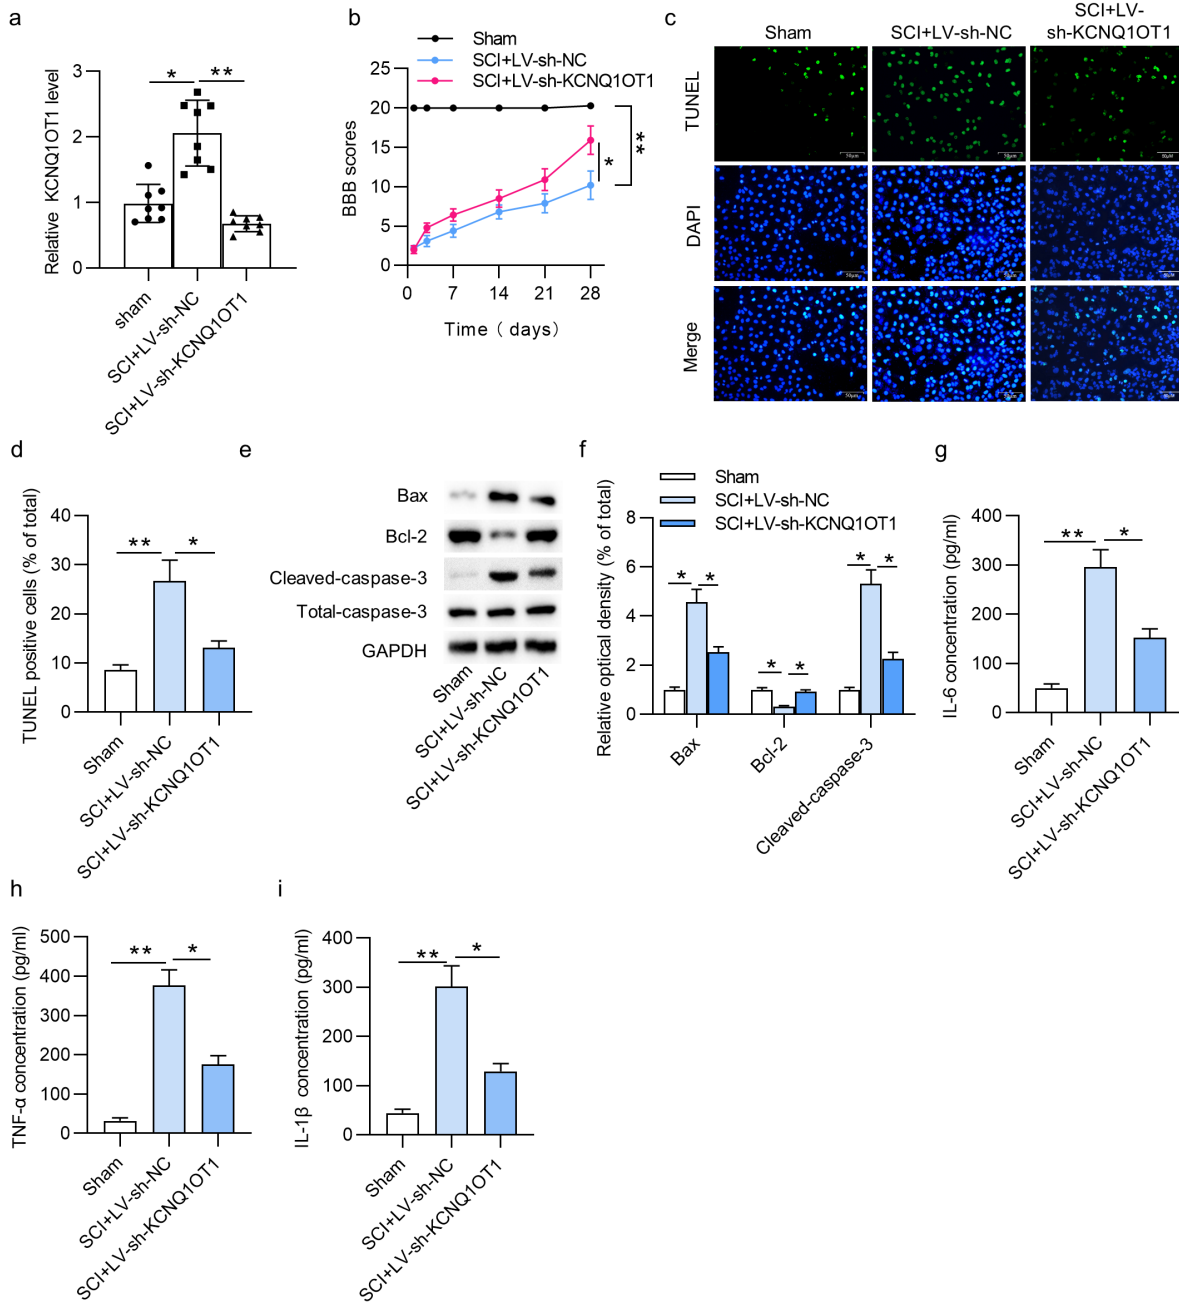 a
Relative KCNQ1OT1 level
3
2
1
0
*
**
sham
SCI+LV-sh-NC
SCI+LV-sh-KCNQ1OT1
b
Sham
SCI+LV-sh-NC
SCI+LV-sh-KCNQ1OT1
BBB scores
25
20
15
10
5
0
0 7 14 21 28
Time ( days)
*
**
c
Sham
SCI+LV-sh-NC
SCI+LV-
sh-KCNQ1OT1
TUNEL
DAPI
Merge
50μm
50μm
50μm
50μm
50μm
50μm
50μm
50μm
50μm
d
TUNEL positive cells (% of total)
40
30
20
10
0
**
*
Sham
SCI+LV-sh-NC
SCI+LV-sh-KCNQ1OT1
e
Bax
Bcl-2
Cleaved-caspase-3
Total-caspase-3
GAPDH
Sham
SCI+LV-sh-NC
SCI+LV-sh-KCNQ1OT1
f
Sham
SCI+LV-sh-NC
SCI+LV-sh-KCNQ1OT1
Relative optical density (% of total)
8
6
4
2
0
* *
* *
* *
Bax
Bcl-2
Cleaved-caspase-3
g
IL-6 concentration (pg/ml)
400
300
200
100
0
**
*
Sham
SCI+LV-sh-NC
SCI+LV-sh-KCNQ1OT1
h
TNF-α concentration (pg/ml)
500
400
300
200
100
0
**
*
Sham
SCI+LV-sh-NC
SCI+LV-sh-KCNQ1OT1
i
IL-1β concentration (pg/ml)
400
300
200
100
0
**
*
Sham
SCI+LV-sh-NC
SCI+LV-sh-KCNQ1OT1